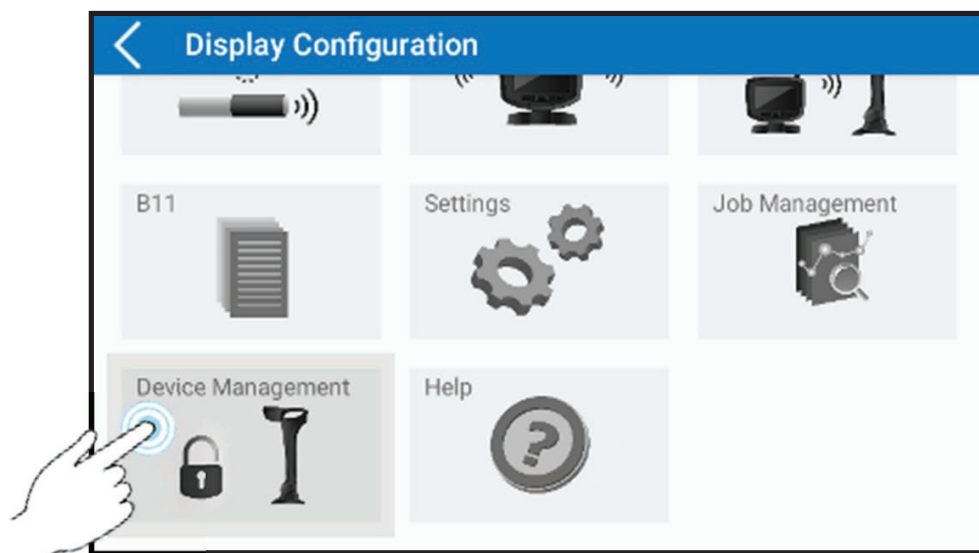 Display Configuration
B11
Settings
Job Management
Device Management
Help
?